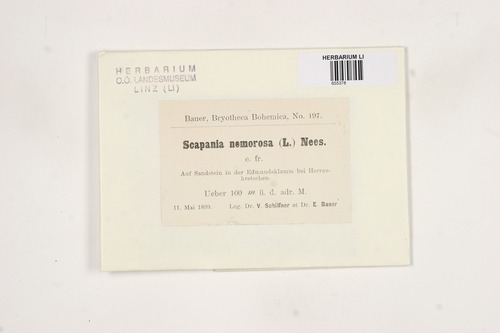 HERBARIUM
O.Ö. LANDESMUSEUM
LINZ (LI)
HERBARIUM LI
Bauer, Bryotheca Bohemica, No. 197.
Scapania nemorosa (L.) Nees.
c. fr.
Auf Sandstein in der Edmundsklamm bei Herrns-
kretschen.
Ueber 160 m ü. d. adr. M.
11. Mai 1899. Leg. Dr. V. Schiffner et Dr. E. Bauer